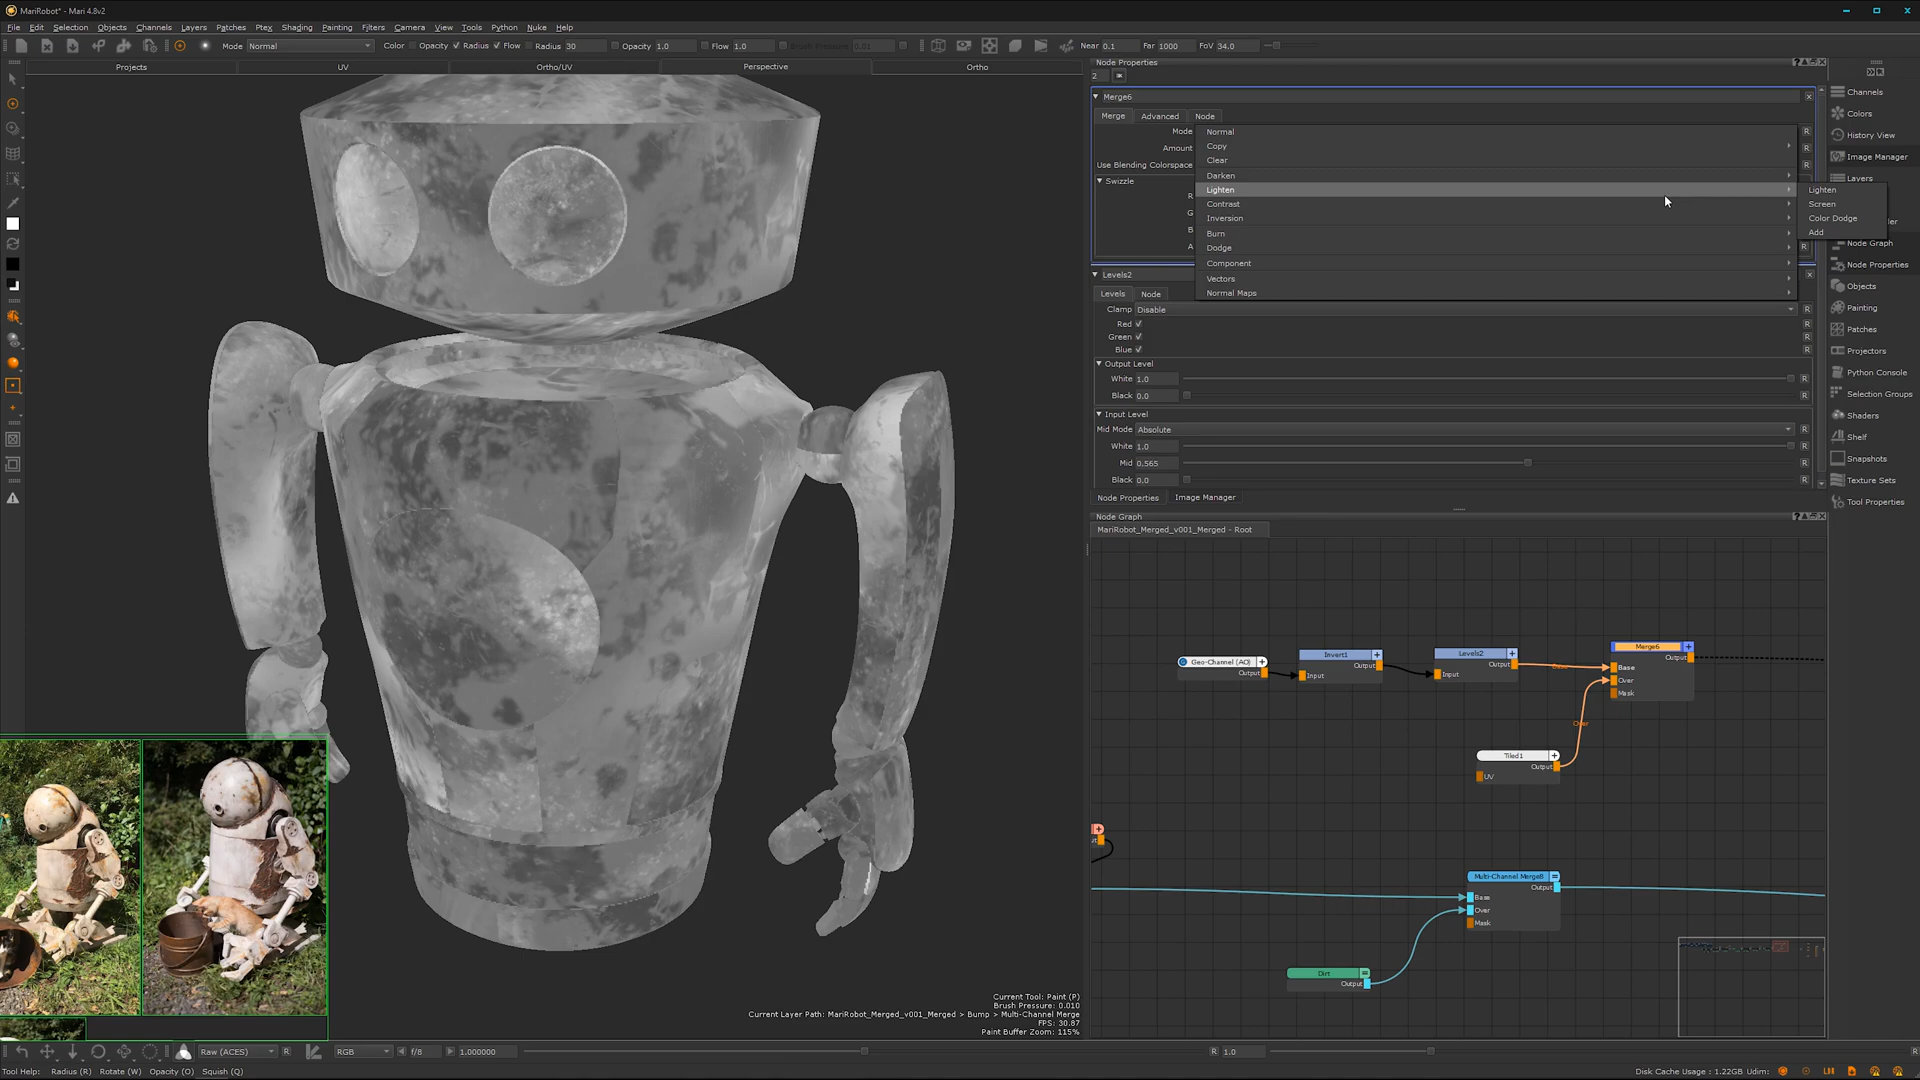 MariRobot* - Mari 4.8v2
File Edit Selection Objects Channels Layers Patches Ptex Shading Painting Filters Camera View Tools Python Nuke Help
Mode Normal Color Opacity Radius Flow Radius 30 Opacity 1.0 Flow 1.0 Brush Pressure 0.01 Near 0.1 Far 1000 FoV 34.0
Projects UV Ortho/UV Perspective Ortho
Node Properties
2
Merge6
Merge Advanced Node
Mode
Amount
Use Blending Colorspace
Swizzle
R
G
B
A
Normal
Copy
Clear
Darken
Lighten
Contrast
Inversion
Burn
Dodge
Component
Vectors
Normal Maps
Lighten
Screen
Color Dodge
Add
Levels2
Levels Node
Clamp Disable R
Red R
Green R
Blue R
Output Level
White 1.0 R
Black 0.0 R
Input Level
Mid Mode Absolute R
White 1.0 R
Mid 0.565 R
Black 0.0 R
Node Properties Image Manager
Channels
Colors
History View
Image Manager
Layers
Node Graph
Node Properties
Objects
Painting
Patches
Projectors
Python Console
Selection Groups
Shaders
Shelf
Snapshots
Texture Sets
Tool Properties
Node Graph
MariRobot_Merged_v001_Merged - Root
Geo-Channel (AO)
Output
Invert1
Output
Input
Levels2
Output
Input
Merge6
Output
Base
Over
Mask
Over
Tiled1
Output
UV
Multi-Channel Merge8
Output
Base
Over
Mask
Dirt
Output
Current Tool: Paint (P)
Brush Pressure: 0.010
Current Layer Path: MariRobot_Merged_v001_Merged > Bump > Multi-Channel Merge
FPS: 30.87
Paint Buffer Zoom: 115%
Raw (ACES) R RGB f/8 1.000000 R 1.0 R
Tool Help: Radius (R) Rotate (W) Opacity (O) Squish (Q)
Disk Cache Usage : 1.22GB Udim: